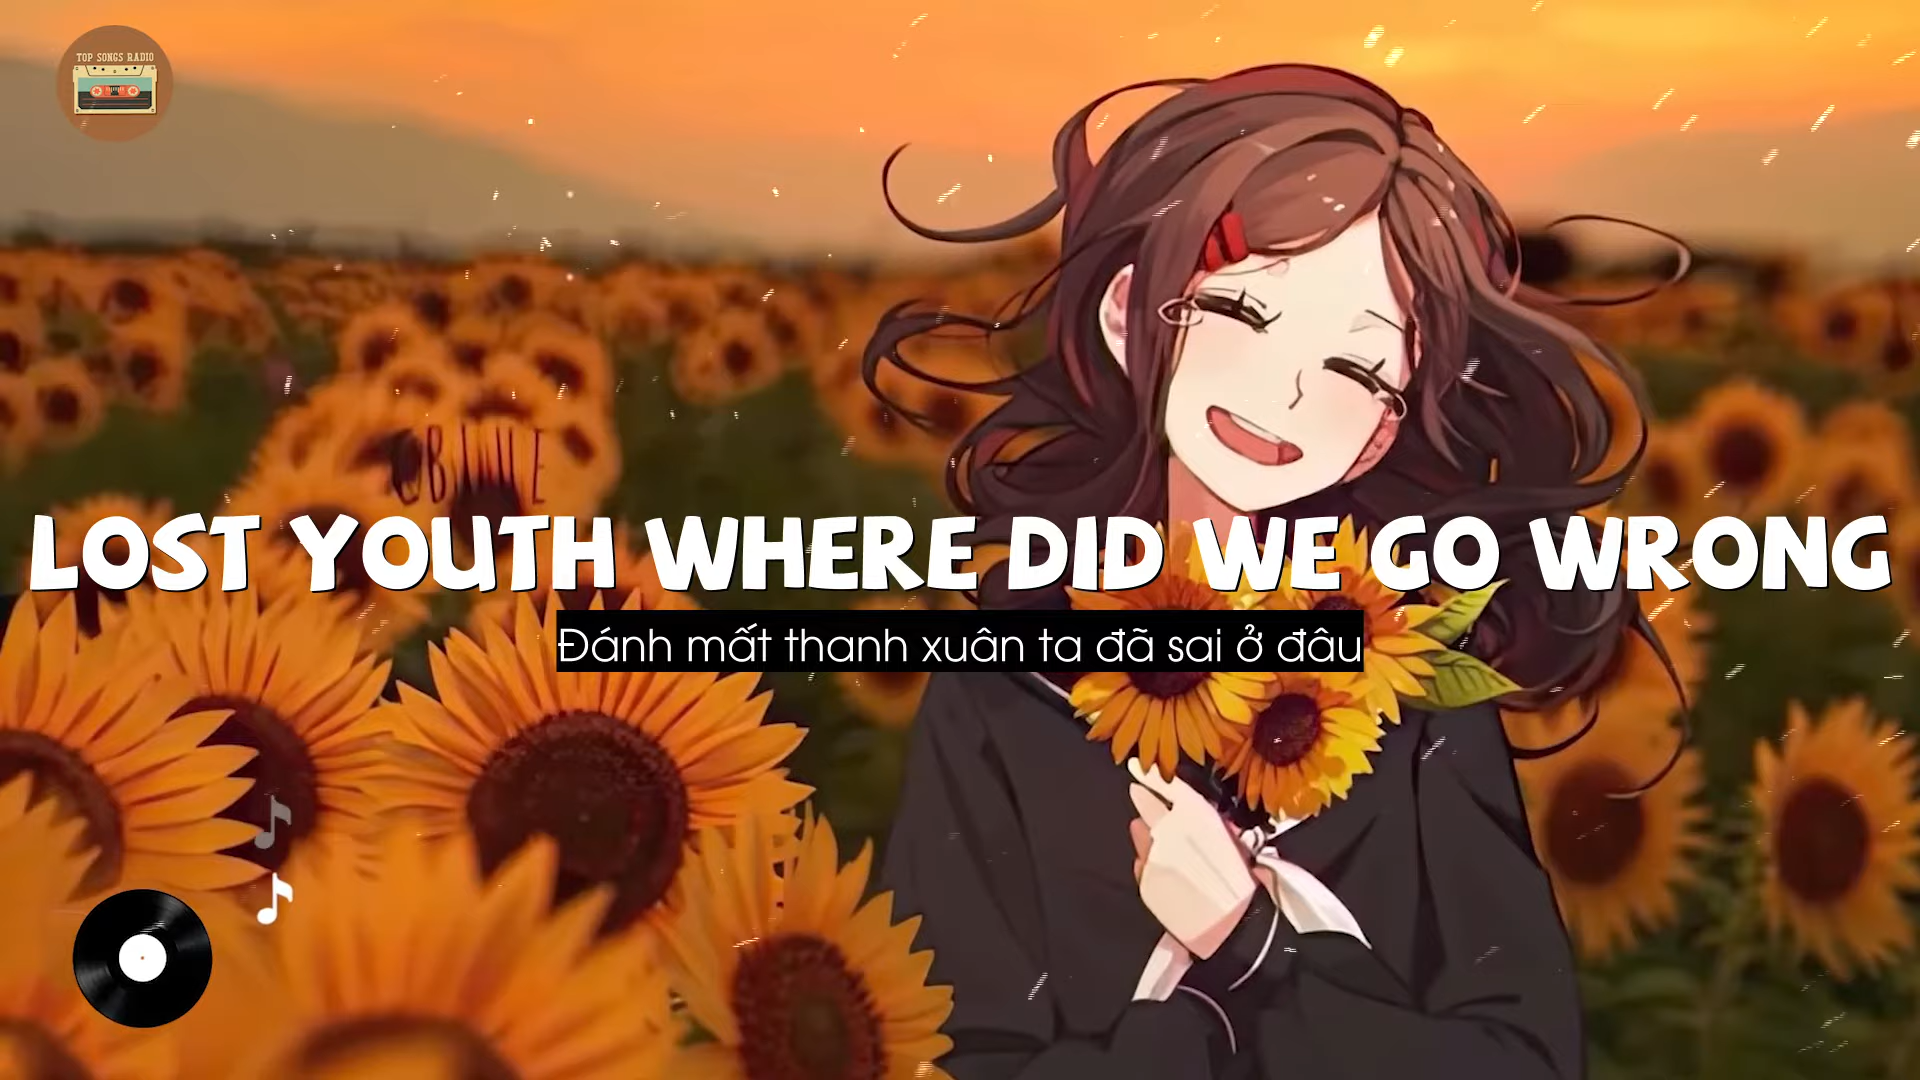 TOP SONGS RADIO
LOST YOUTH WHERE DID WE GO WRONG
Đánh mất thanh xuân ta đã sai ở đâu